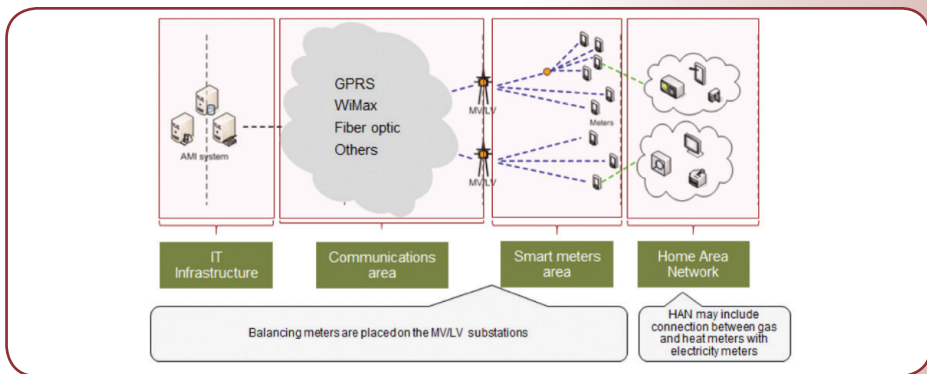 GPRS
WiMax
Fiber optic
Others
AMI system
MV/LV
MV/LV
Meters
IT
Infrastructure
Communications
area
Smart meters
area
Home Area
Network
Balancing meters are placed on the MV/LV substations
HAN may include
connection between gas
and heat meters with
electricity meters